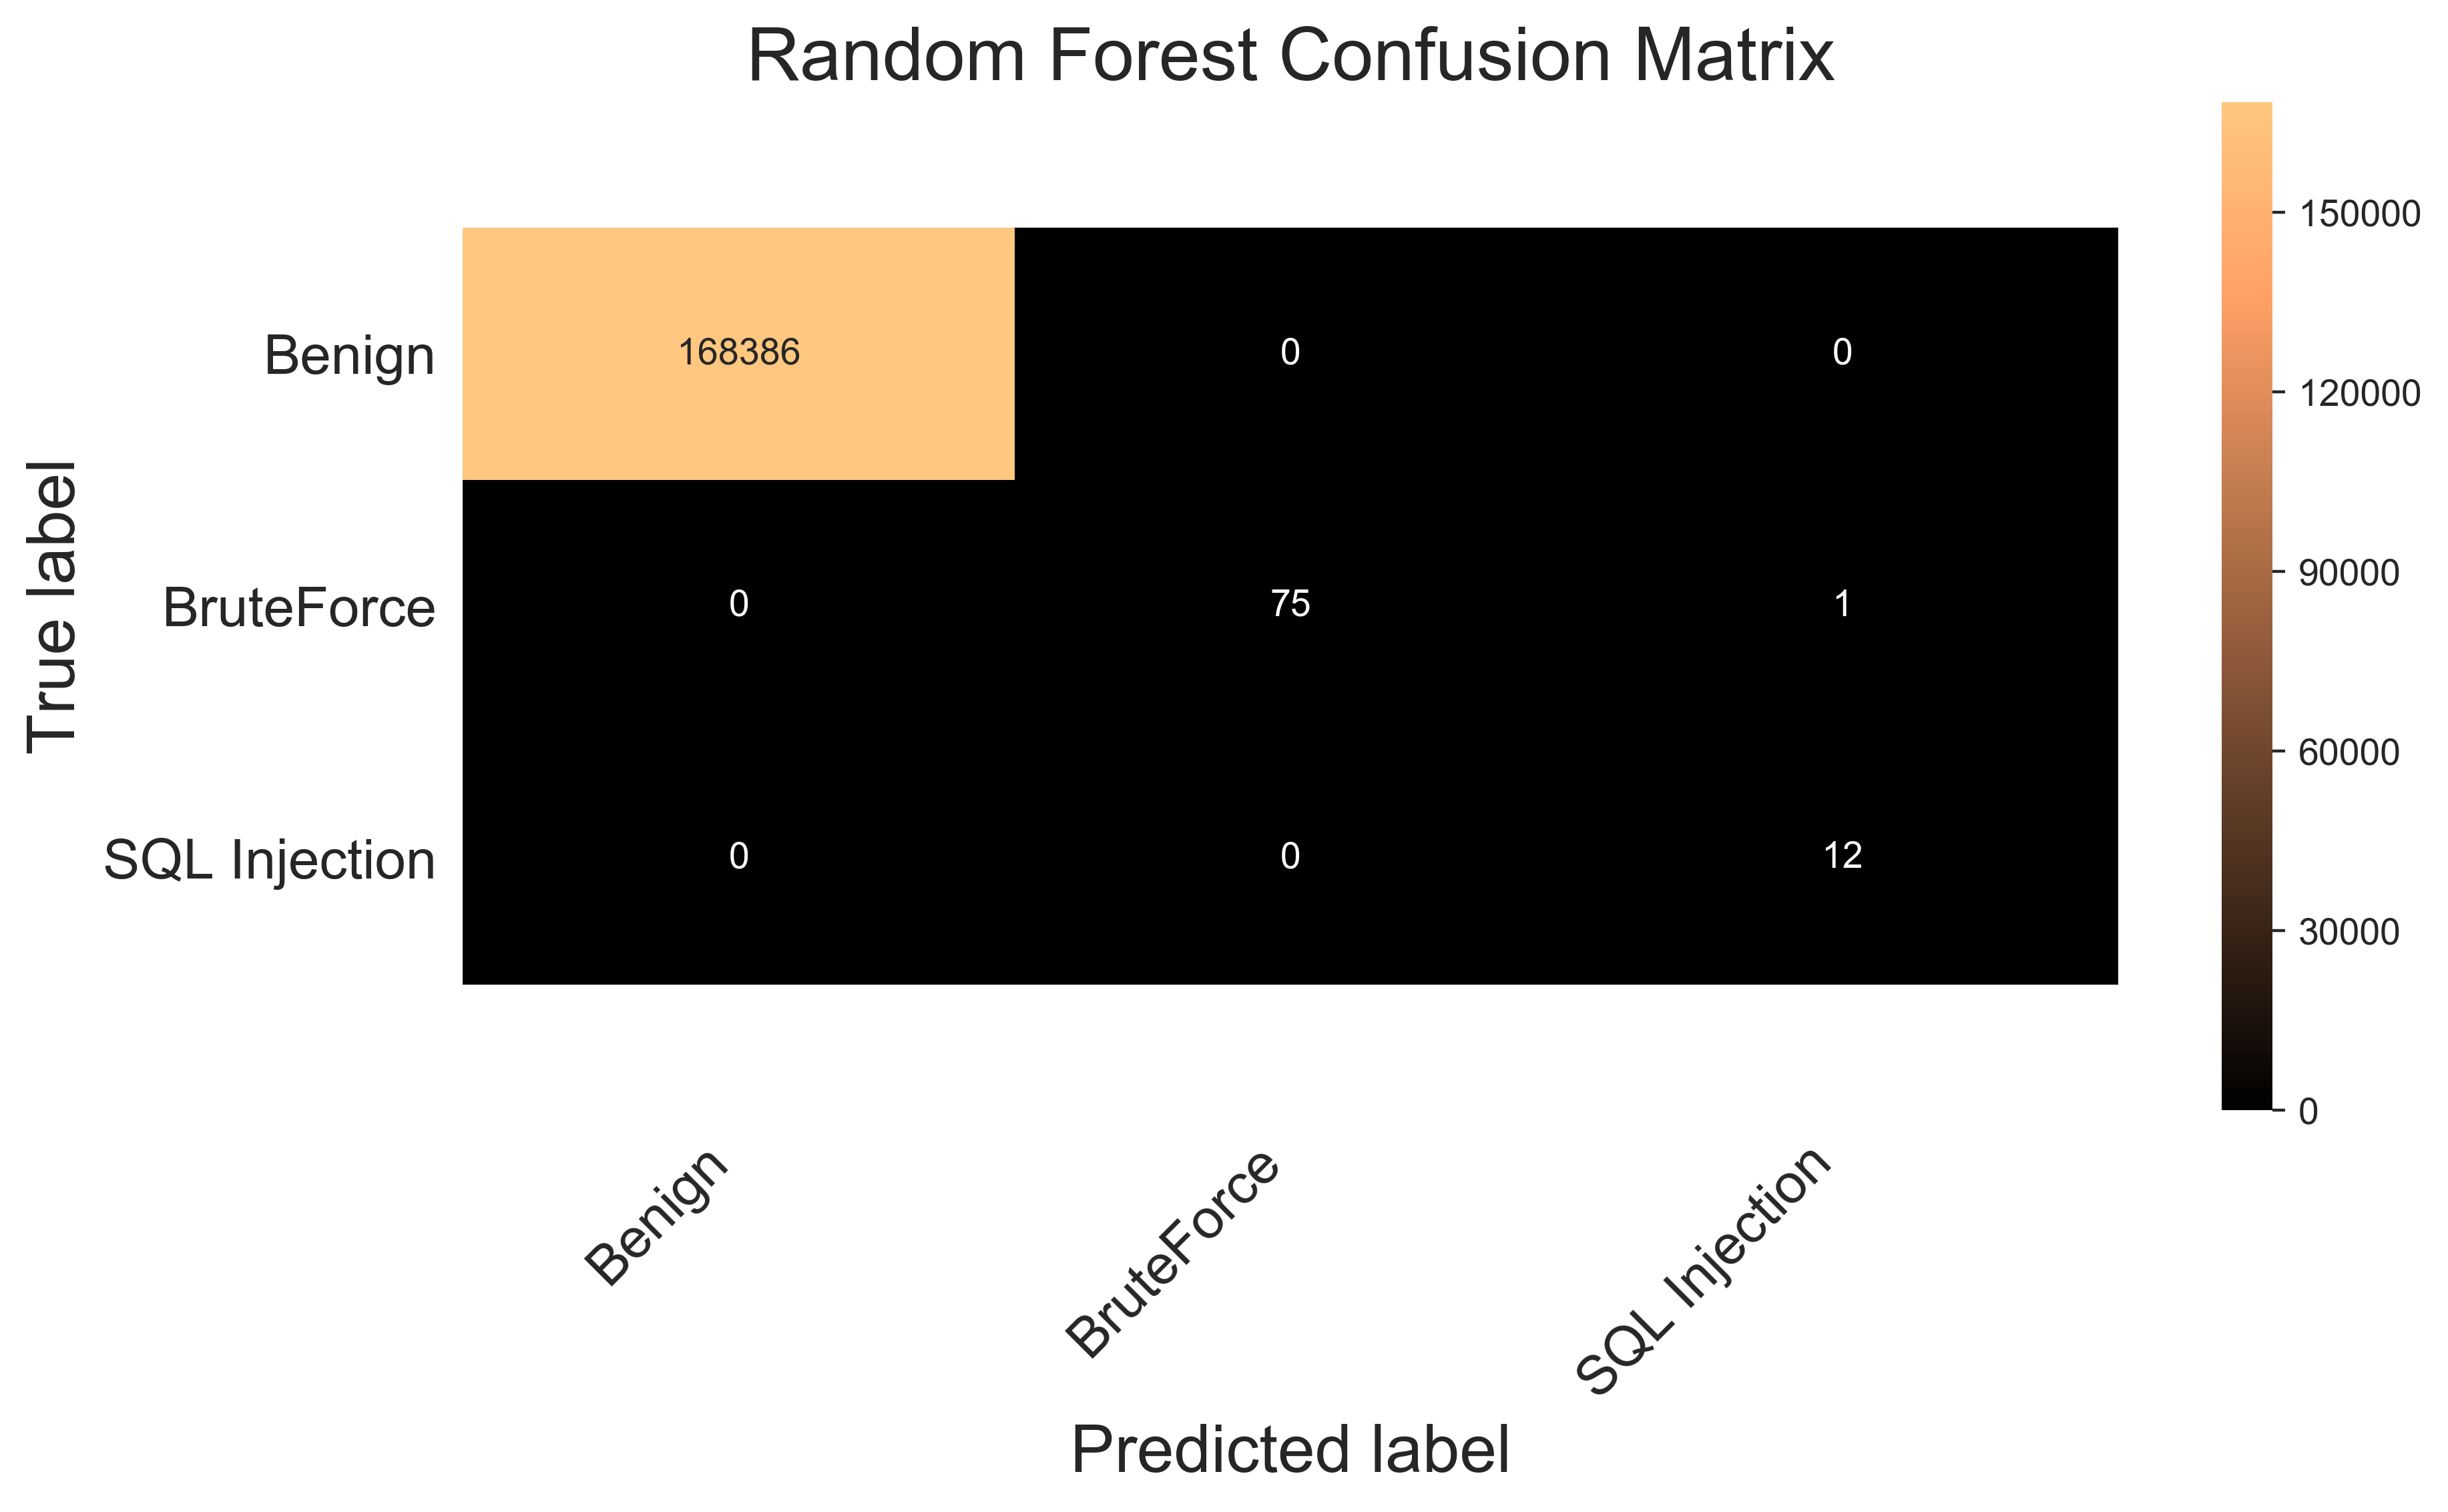 Random Forest Confusion Matrix
True label
Benign
BruteForce
SQL Injection
168386 0 0
0 75 1
0 0 12
Benign
BruteForce
SQL Injection
Predicted label
150000
120000
90000
60000
30000
0